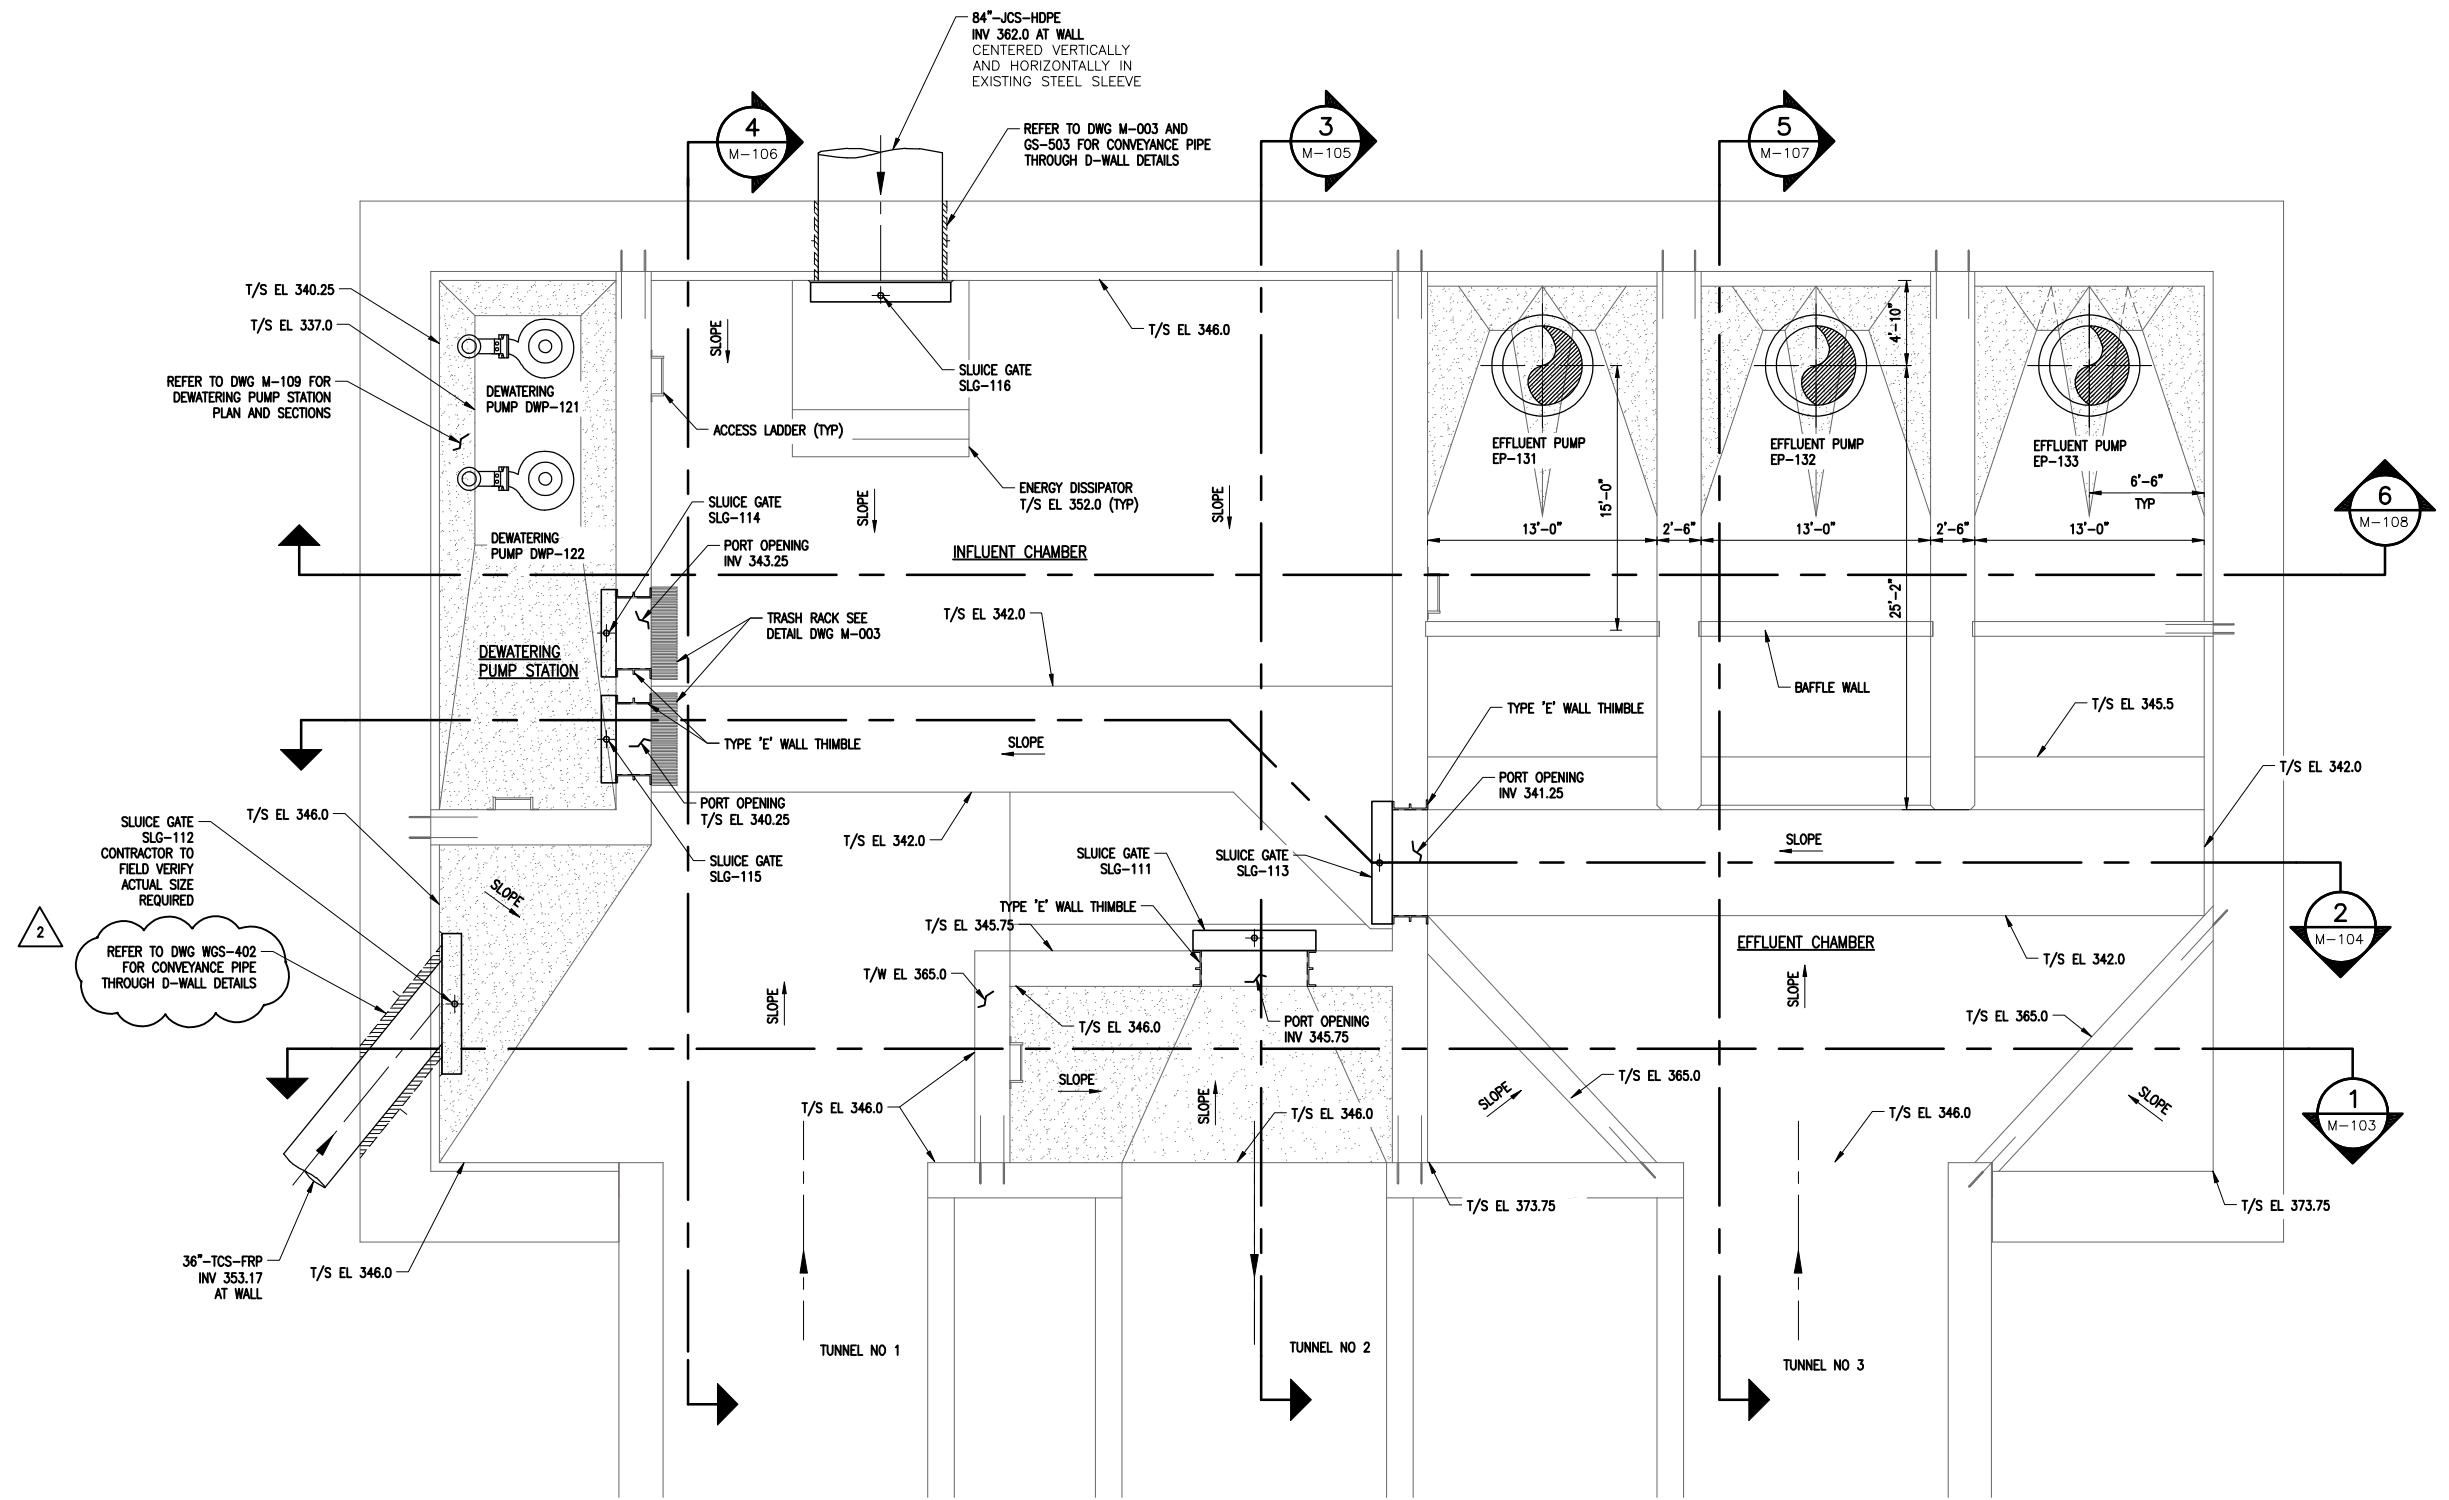 84"-JCS-HDPE
INV 362.0 AT WALL
CENTERED VERTICALLY
AND HORIZONTALLY IN
EXISTING STEEL SLEEVE
4
M-106
REFER TO DWG M-003 AND
GS-503 FOR CONVEYANCE PIPE
THROUGH D-WALL DETAILS
3
M-105
5
M-107
T/S EL 340.25
T/S EL 337.0
REFER TO DWG M-109 FOR
DEWATERING PUMP STATION
PLAN AND SECTIONS
DEWATERING
PUMP DWP-121
DEWATERING
PUMP DWP-122
SLOPE
ACCESS LADDER (TYP)
SLUICE GATE
SLG-116
T/S EL 346.0
ENERGY DISSIPATOR
T/S EL 352.0 (TYP)
SLOPE
SLOPE
SLUICE GATE
SLG-114
PORT OPENING
INV 343.25
INFLUENT CHAMBER
TRASH RACK SEE
DETAIL DWG M-003
T/S EL 342.0
DEWATERING
PUMP STATION
TYPE 'E' WALL THIMBLE
SLOPE
PORT OPENING
T/S EL 340.25
SLUICE GATE
SLG-115
T/S EL 342.0
EFFLUENT PUMP
EP-131
EFFLUENT PUMP
EP-132
EFFLUENT PUMP
EP-133
4'-10"
15'-0"
25'-2"
6'-6"
TYP
13'-0"
2'-6"
13'-0"
2'-6"
13'-0"
6
M-108
BAFFLE WALL
T/S EL 345.5
TYPE 'E' WALL THIMBLE
PORT OPENING
INV 341.25
T/S EL 342.0
SLOPE
2
M-104
T/S EL 346.0
SLUICE GATE
SLG-112
CONTRACTOR TO
FIELD VERIFY
ACTUAL SIZE
REQUIRED
2
REFER TO DWG WGS-402
FOR CONVEYANCE PIPE
THROUGH D-WALL DETAILS
SLOPE
SLUICE GATE
SLG-111
SLUICE GATE
SLG-113
TYPE 'E' WALL THIMBLE
T/S EL 345.75
T/W EL 365.0
SLOPE
T/S EL 346.0
PORT OPENING
INV 345.75
SLOPE
SLOPE
T/S EL 346.0
T/S EL 346.0
EFFLUENT CHAMBER
T/S EL 342.0
SLOPE
T/S EL 365.0
T/S EL 365.0
SLOPE
SLOPE
T/S EL 346.0
1
M-103
T/S EL 373.75
T/S EL 373.75
36"-TCS-FRP
INV 353.17
AT WALL
T/S EL 346.0
TUNNEL NO 1
TUNNEL NO 2
TUNNEL NO 3